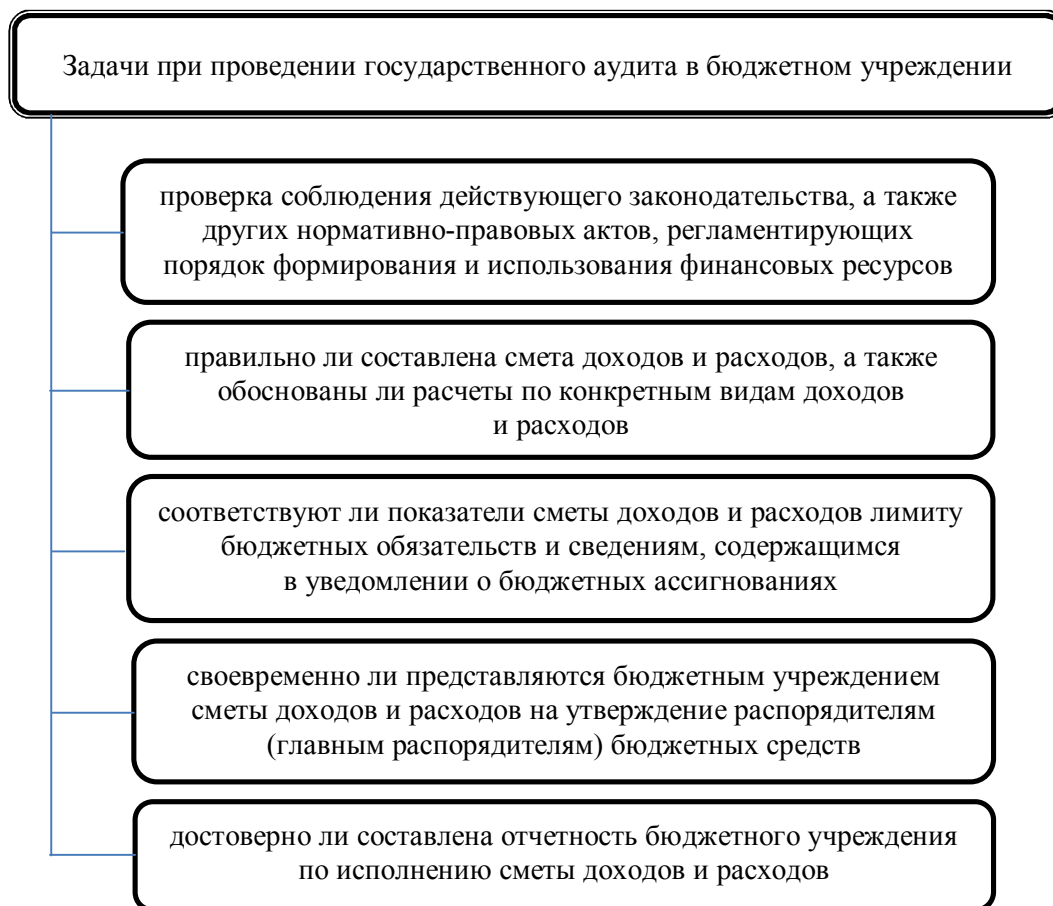 Задачи при проведении государственного аудита в бюджетном учреждении
проверка соблюдения действующего законодательства, а также
других нормативно-правовых актов, регламентирующих
порядок формирования и использования финансовых ресурсов
правильно ли составлена смета доходов и расходов, а также
обоснованы ли расчеты по конкретным видам доходов
и расходов
соответствуют ли показатели сметы доходов и расходов лимиту
бюджетных обязательств и сведениям, содержащимся
в уведомлении о бюджетных ассигнованиях
своевременно ли представляются бюджетным учреждением
сметы доходов и расходов на утверждение распорядителям
(главным распорядителям) бюджетных средств
достоверно ли составлена отчетность бюджетного учреждения
по исполнению сметы доходов и расходов